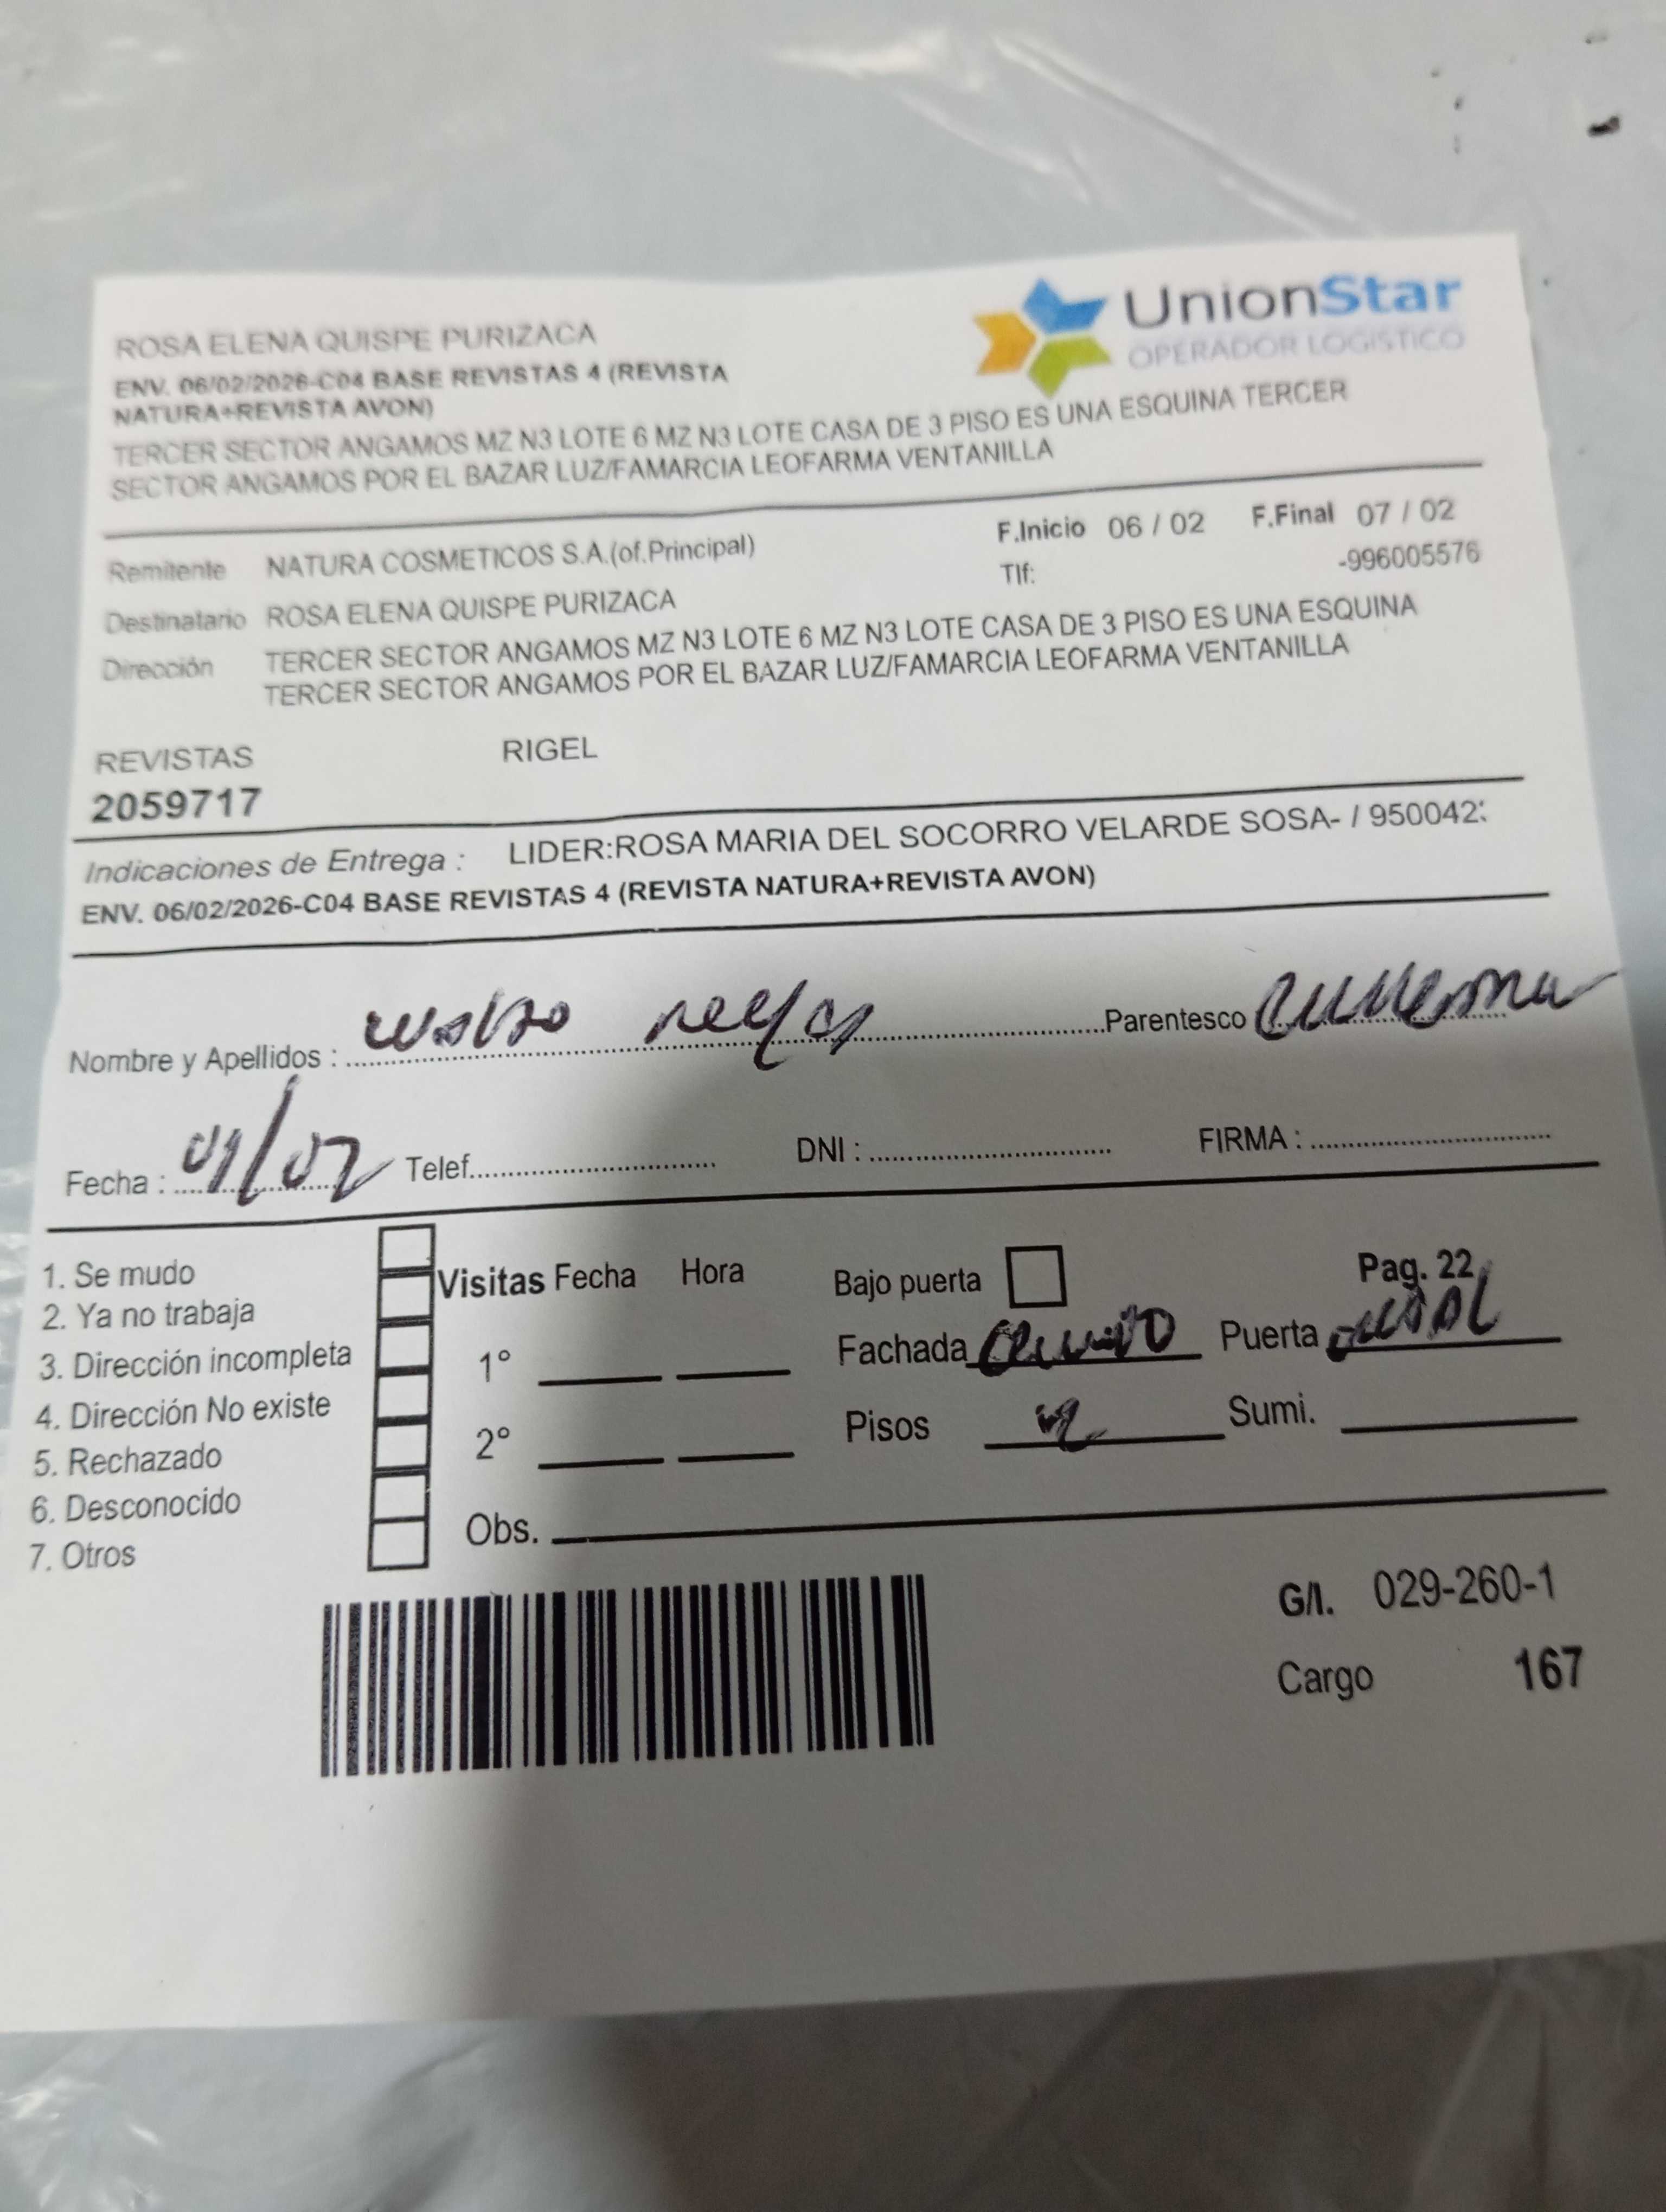 UnionStar
OPERADOR LOGÍSTICO
ROSA ELENA QUISPE PURIZACA
ENV. 06/02/2026-C04 BASE REVISTAS 4 (REVISTA
NATURA+REVISTA AVON)
TERCER SECTOR ANGAMOS MZ N3 LOTE 6 MZ N3 LOTE CASA DE 3 PISO ES UNA ESQUINA TERCER
SECTOR ANGAMOS POR EL BAZAR LUZ/FAMARCIA LEOFARMA VENTANILLA
Remitente NATURA COSMETICOS S.A.(of.Principal) F.Inicio 06 / 02 F.Final 07 / 02
Tlf: -996005576
Destinatario ROSA ELENA QUISPE PURIZACA
Dirección TERCER SECTOR ANGAMOS MZ N3 LOTE 6 MZ N3 LOTE CASA DE 3 PISO ES UNA ESQUINA
TERCER SECTOR ANGAMOS POR EL BAZAR LUZ/FAMARCIA LEOFARMA VENTANILLA
REVISTAS RIGEL
2059717
Indicaciones de Entrega : LIDER:ROSA MARIA DEL SOCORRO VELARDE SOSA- / 950042
ENV. 06/02/2026-C04 BASE REVISTAS 4 (REVISTA NATURA+REVISTA AVON)
Nombre y Apellidos : Parentesco
Fecha : Telef. DNI : FIRMA :
1. Se mudo
2. Ya no trabaja
3. Dirección incompleta
4. Dirección No existe
5. Rechazado
6. Desconocido
7. Otros
Visitas Fecha Hora
1°
2°
Obs.
Bajo puerta Pag. 22
Fachada Puerta
Pisos Sumi.
G/I. 029-260-1
Cargo 167